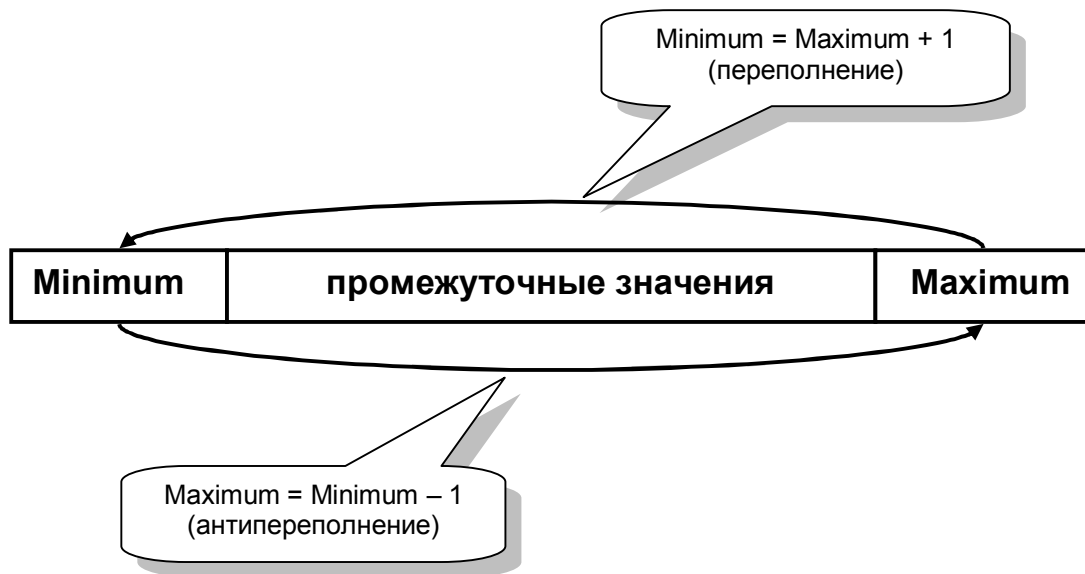 Minimum = Maximum + 1
(переполнение)
Minimum промежуточные значения Maximum
Maximum = Minimum – 1
(антипереполнение)